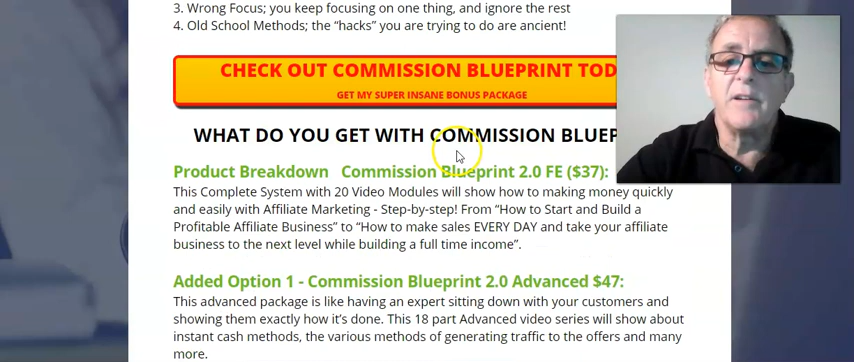 3. Wrong Focus; you keep focusing on one thing, and ignore the rest
4. Old School Methods; the “hacks” you are trying to do are ancient!
CHECK OUT COMMISSION BLUEPRINT TOD
GET MY SUPER INSANE BONUS PACKAGE
WHAT DO YOU GET WITH COMMISSION BLUEP
Product Breakdown Commission Blueprint 2.0 FE ($37):
This Complete System with 20 Video Modules will show how to making money quickly
and easily with Affiliate Marketing - Step-by-step! From “How to Start and Build a
Profitable Affiliate Business” to “How to make sales EVERY DAY and take your affiliate
business to the next level while building a full time income”.
Added Option 1 - Commission Blueprint 2.0 Advanced $47:
This advanced package is like having an expert sitting down with your customers and
showing them exactly how it’s done. This 18 part Advanced video series will show about
instant cash methods, the various methods of generating traffic to the offers and many
more.